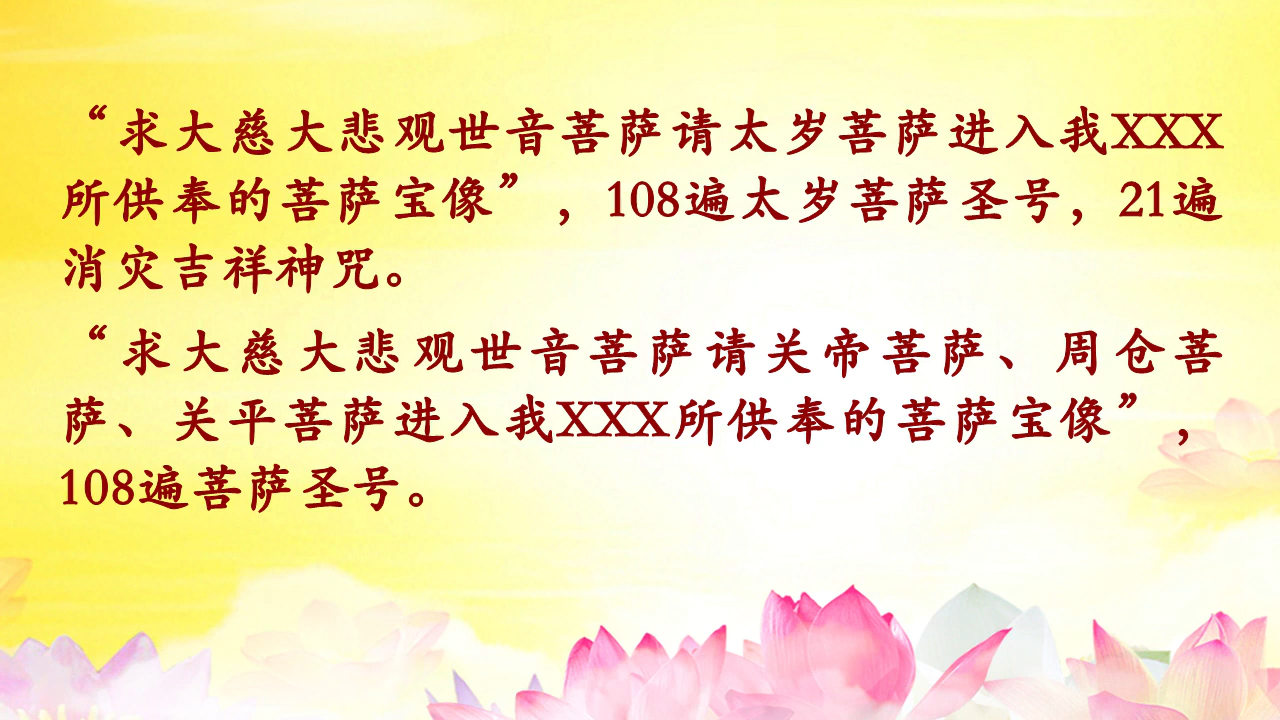 “求大慈大悲观世音菩萨请太岁菩萨进入我XXX
所供奉的菩萨宝像”，108遍太岁菩萨圣号，21遍
消灾吉祥神咒。
“求大慈大悲观世音菩萨请关帝菩萨、周仓菩
萨、关平菩萨进入我XXX所供奉的菩萨宝像”，
108遍菩萨圣号。